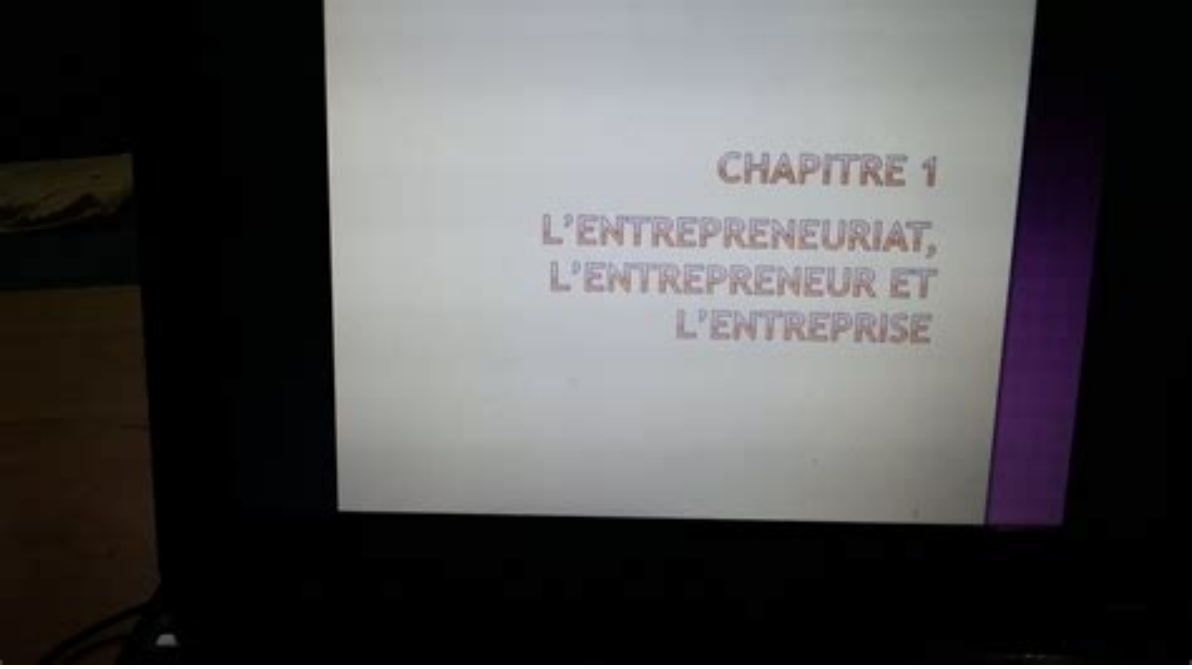 CHAPITRE 1
L'ENTREPRENEURIAT,
L'ENTREPRENEUR ET
L'ENTREPRISE